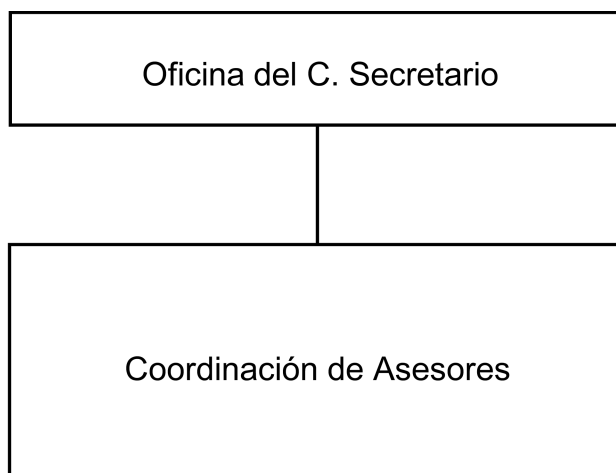 Oficina del C. Secretario
Coordinación de Asesores